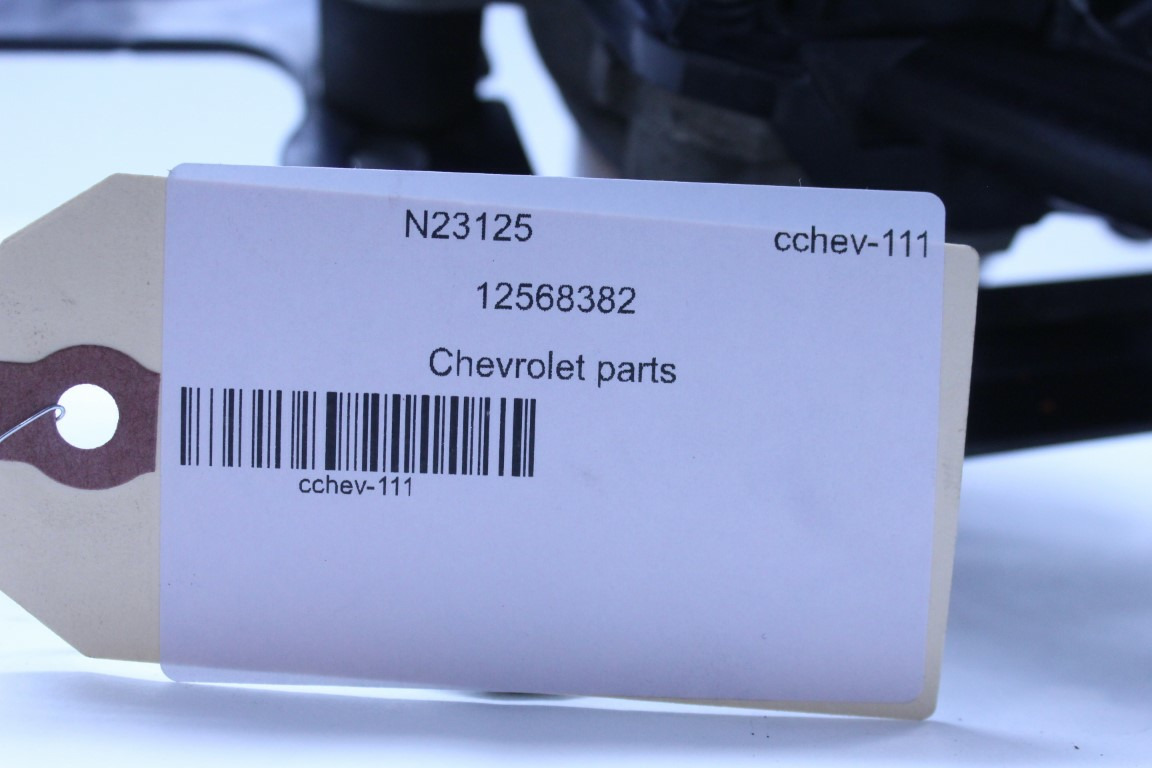 N23125 cchev-111
12568382
Chevrolet parts
cchev-111